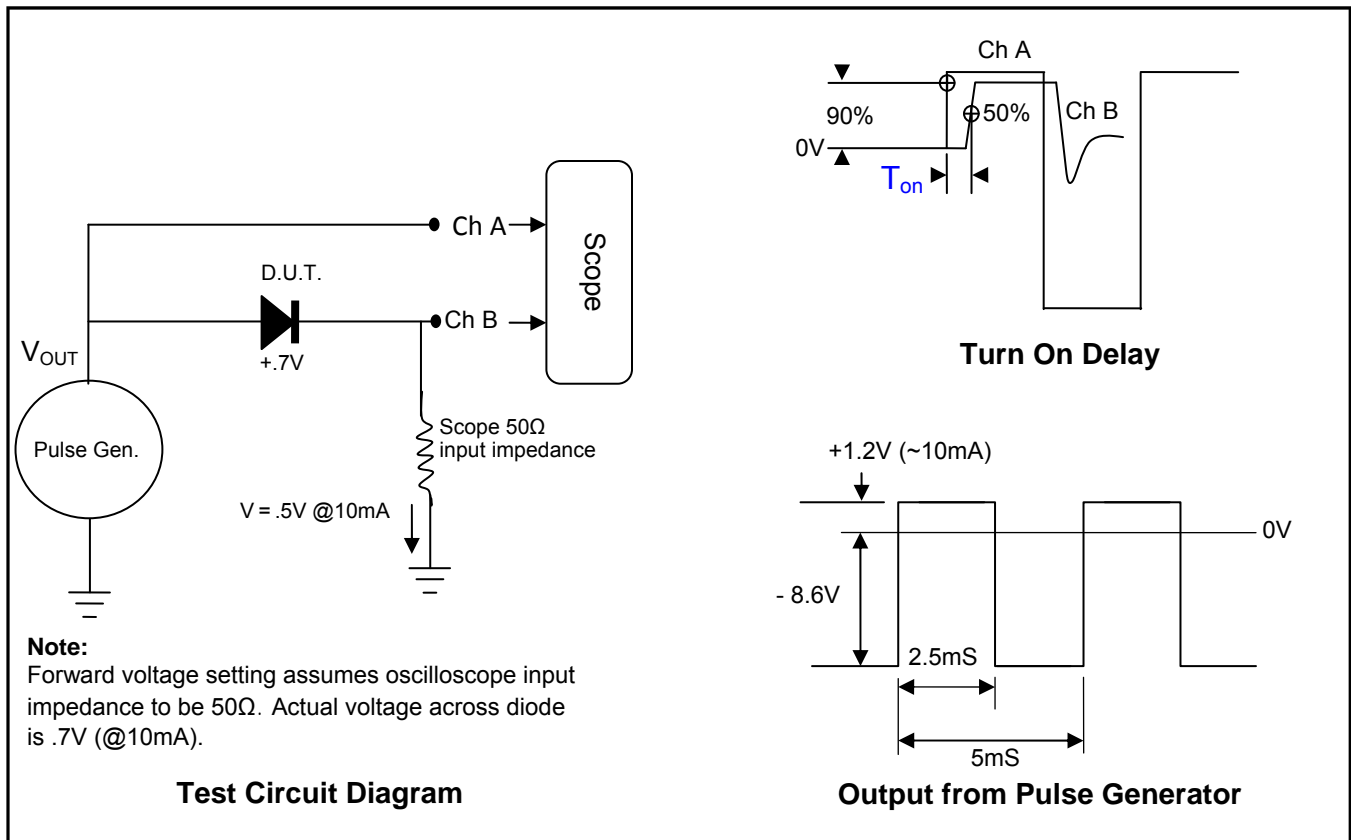 Ch A
90%
50%
Ch B
0V
Ton
Turn On Delay
Ch A
Scope
D.U.T.
Ch B
+.7V
VOUT
Pulse Gen.
Scope 50Ω
input impedance
V = .5V @10mA
Note:
Forward voltage setting assumes oscilloscope input
impedance to be 50Ω. Actual voltage across diode
is .7V (@10mA).
Test Circuit Diagram
+1.2V (~10mA)
0V
- 8.6V
2.5mS
5mS
Output from Pulse Generator